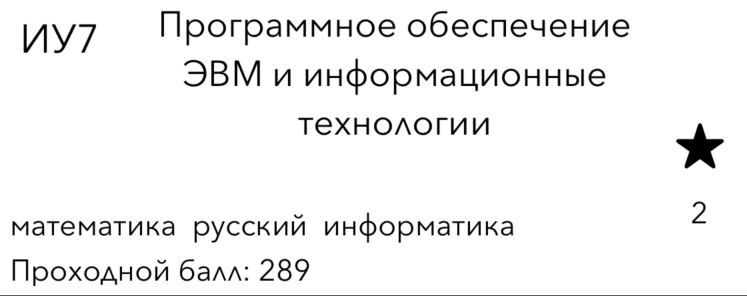 ИУ7
Программное обеспечение
ЭВМ и информационные
технологии
2
математика русский информатика
Проходной балл: 289